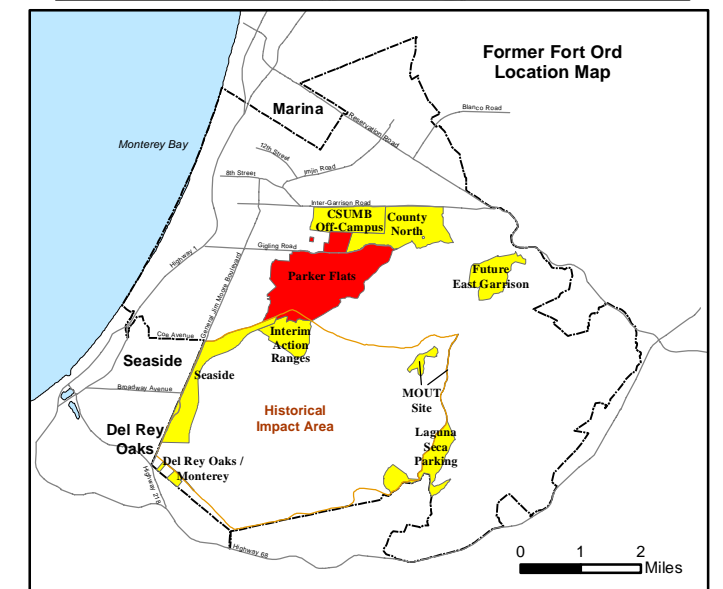 Former Fort Ord
Location Map
Marina
Blanco Road
Reservation Road
Monterey Bay
12th Street
Imjin Road
8th Street
Inter-Garrison Road
CSUMB
Off-Campus
County
North
Gigling Road
Highway 1
General Jim Moore Boulevard
Parker Flats
Future
East Garrison
Coe Avenue
Interim
Action
Ranges
Seaside
Seaside
Broadway Avenue
MOUT
Site
Historical
Impact Area
Del Rey
Oaks
Laguna
Seca
Parking
Del Rey Oaks /
Monterey
Highway 218
Highway 68
0 1 2
Miles